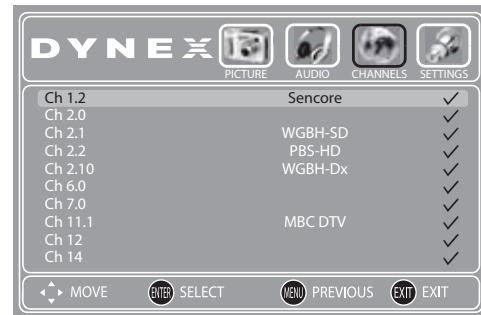 DYNEX
PICTURE AUDIO CHANNELS SETTINGS
Ch 1.2 Sencore ✓
Ch 2.0 ✓
Ch 2.1 WGBH-SD ✓
Ch 2.2 PBS-HD ✓
Ch 2.10 WGBH-Dx ✓
Ch 6.0 ✓
Ch 7.0 ✓
Ch 11.1 MBC DTV ✓
Ch 12 ✓
Ch 14 ✓
MOVE ENTER SELECT MENU PREVIOUS EXIT EXIT